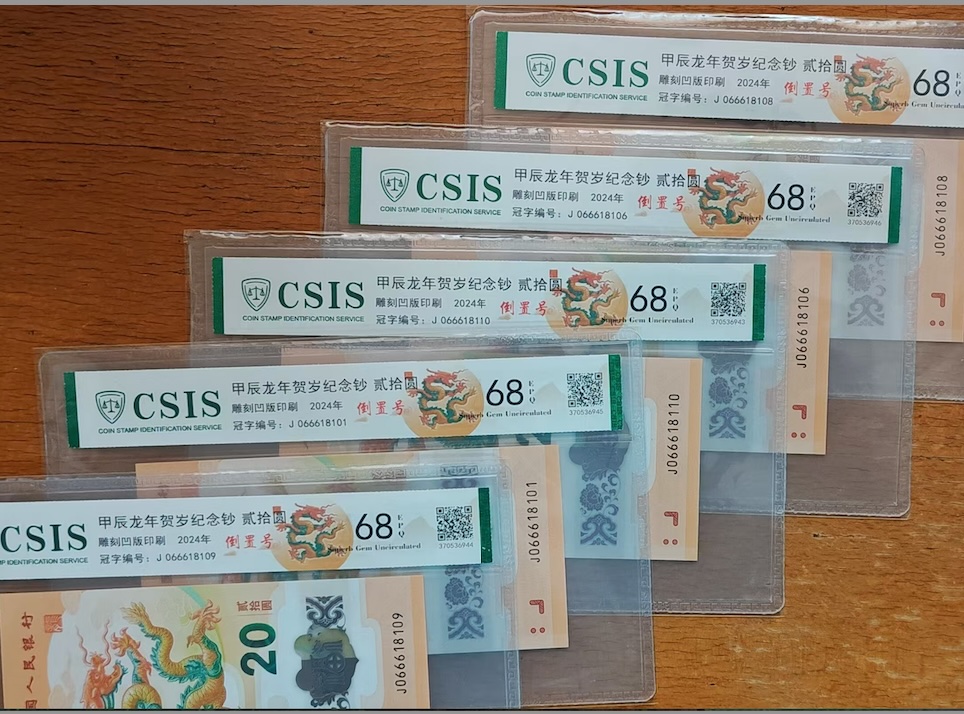 CSIS
COIN STAMP IDENTIFICATION SERVICE
甲辰龙年贺岁纪念钞 贰拾圆
雕刻凹版印刷 2024年 倒置号
冠字编号：J 066618108
68
EPQ
Superb Gem Uncirculated
J066618108
CSIS
COIN STAMP IDENTIFICATION SERVICE
甲辰龙年贺岁纪念钞 贰拾圆
雕刻凹版印刷 2024年 倒置号
冠字编号：J 066618106
68
EPQ
Superb Gem Uncirculated
370536946
J066618106
CSIS
COIN STAMP IDENTIFICATION SERVICE
甲辰龙年贺岁纪念钞 贰拾圆
雕刻凹版印刷 2024年 倒置号
冠字编号：J 066618110
68
EPQ
Superb Gem Uncirculated
370536943
J066618110
CSIS
COIN STAMP IDENTIFICATION SERVICE
甲辰龙年贺岁纪念钞 贰拾圆
雕刻凹版印刷 2024年 倒置号
冠字编号：J 066618101
68
EPQ
Superb Gem Uncirculated
370536945
J066618101
CSIS
IDENTIFICATION SERVICE
甲辰龙年贺岁纪念钞 贰拾圆
雕刻凹版印刷 2024年 倒置号
冠字编号：J 066618109
68
EPQ
Superb Gem Uncirculated
370536944
国人民银行
贰拾圆
20
J066618109